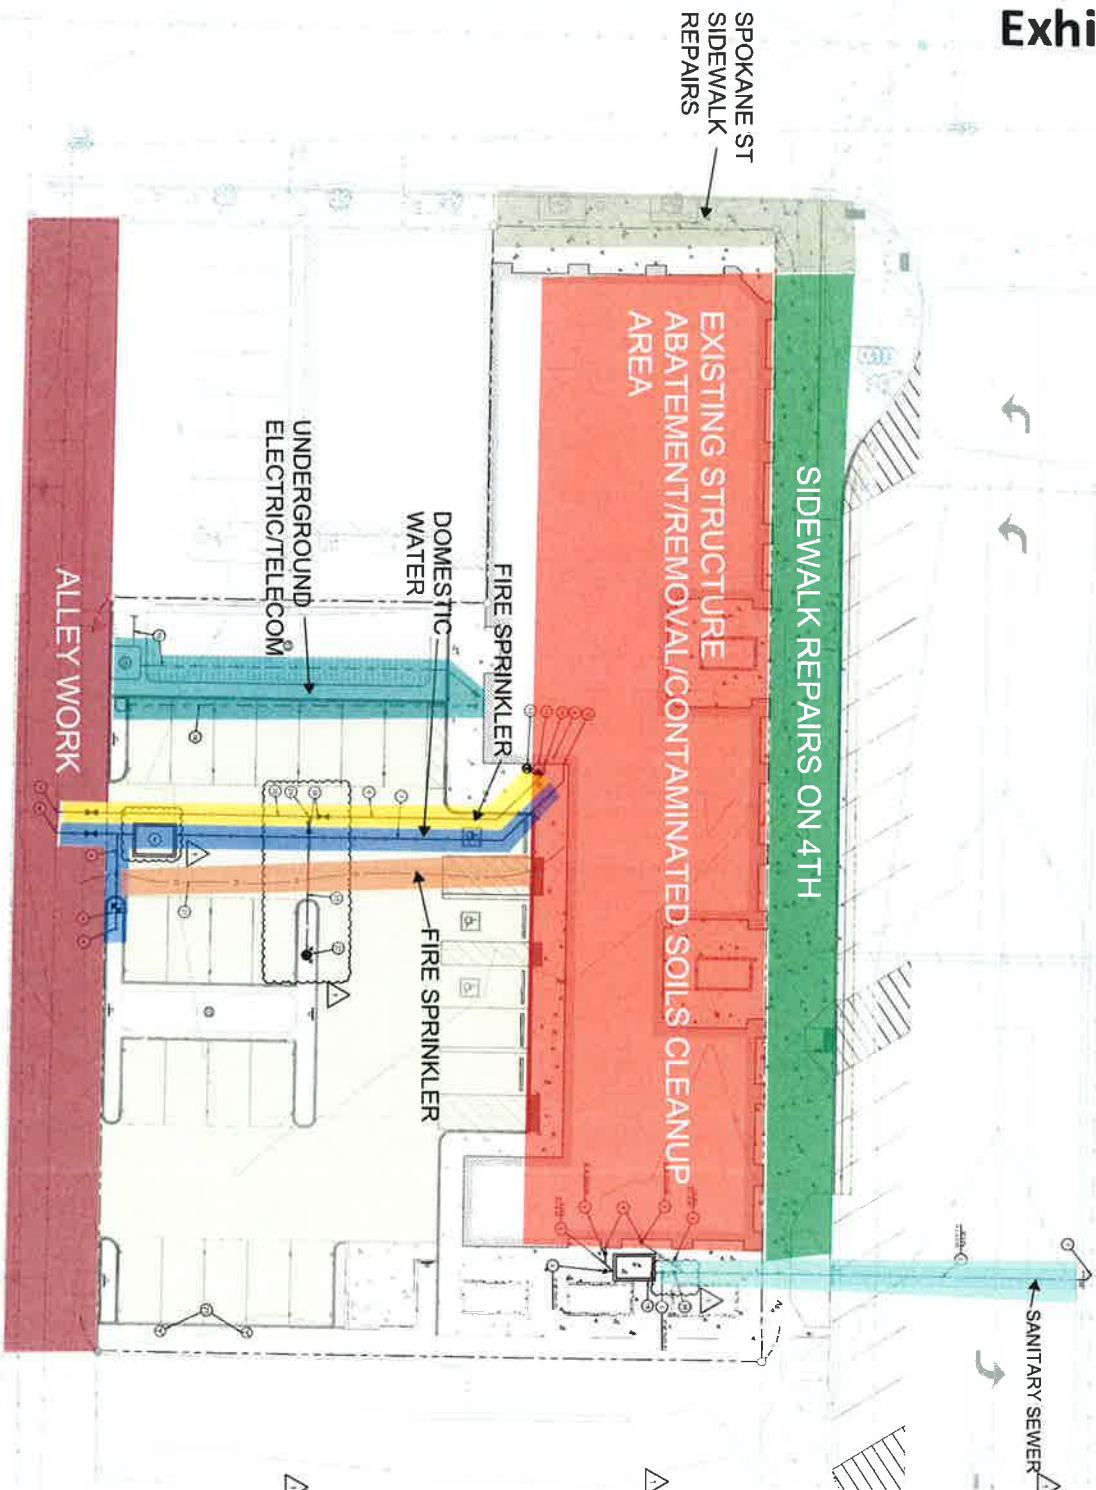 Exhi
SPOKANE ST
SIDEWALK
REPAIRS
SIDEWALK REPAIRS ON 4TH
EXISTING STRUCTURE
ABATEMENT/REMOVAL/CONTAMINATED SOILS CLEANUP
AREA
FIRE SPRINKLER
DOMESTIC
WATER
UNDERGROUND
ELECTRIC/TELECOM
FIRE SPRINKLER
SANITARY SEWER
ALLEY WORK